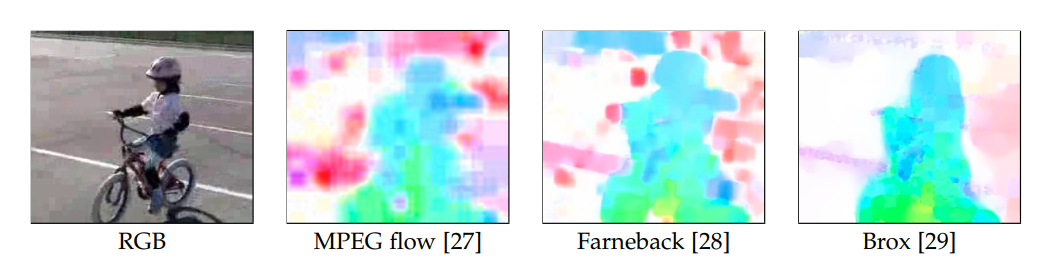 RGB
MPEG flow [27]
Farneback [28]
Brox [29]